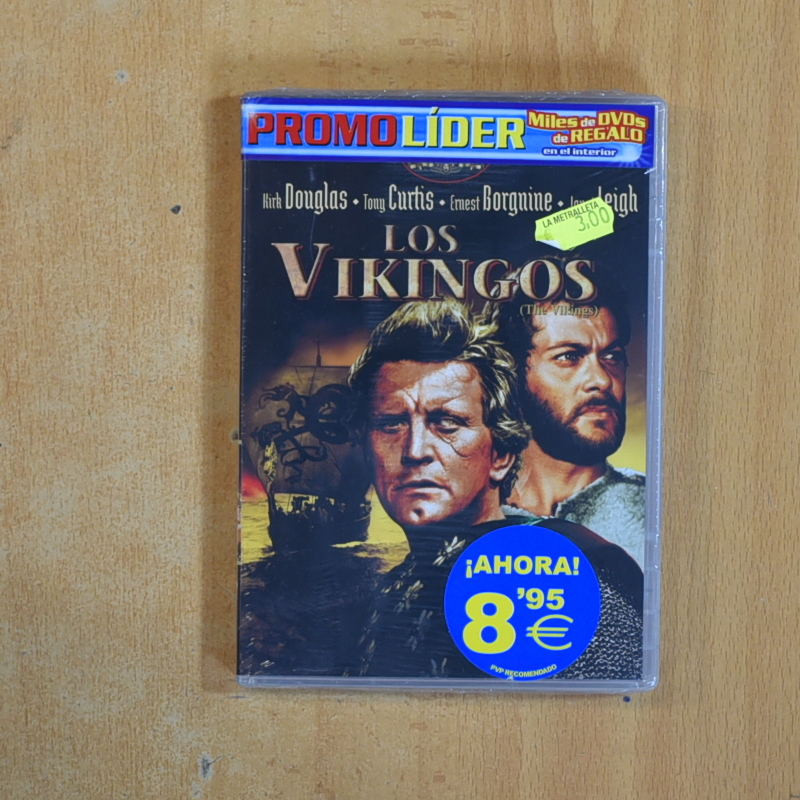 PROMO LÍDER
Miles de DVDs
de REGALO
en el interior
Kirk Douglas • Tony Curtis • Ernest Borgnine • Leigh
LA METRALLETA
3.00
LOS
VIKINGOS
(The Vikings)
¡AHORA!
8'95
€
PVP RECOMENDADO